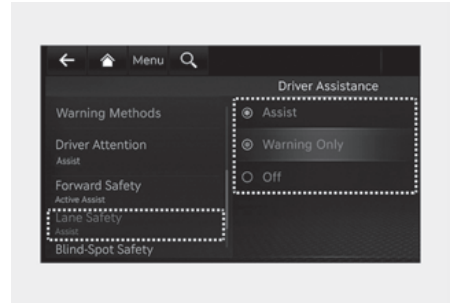 Menu
Driver Assistance
Warning Methods
Driver Attention
Assist
Forward Safety
Active Assist
Lane Safety
Assist
Blind-Spot Safety
Assist
Warning Only
Off